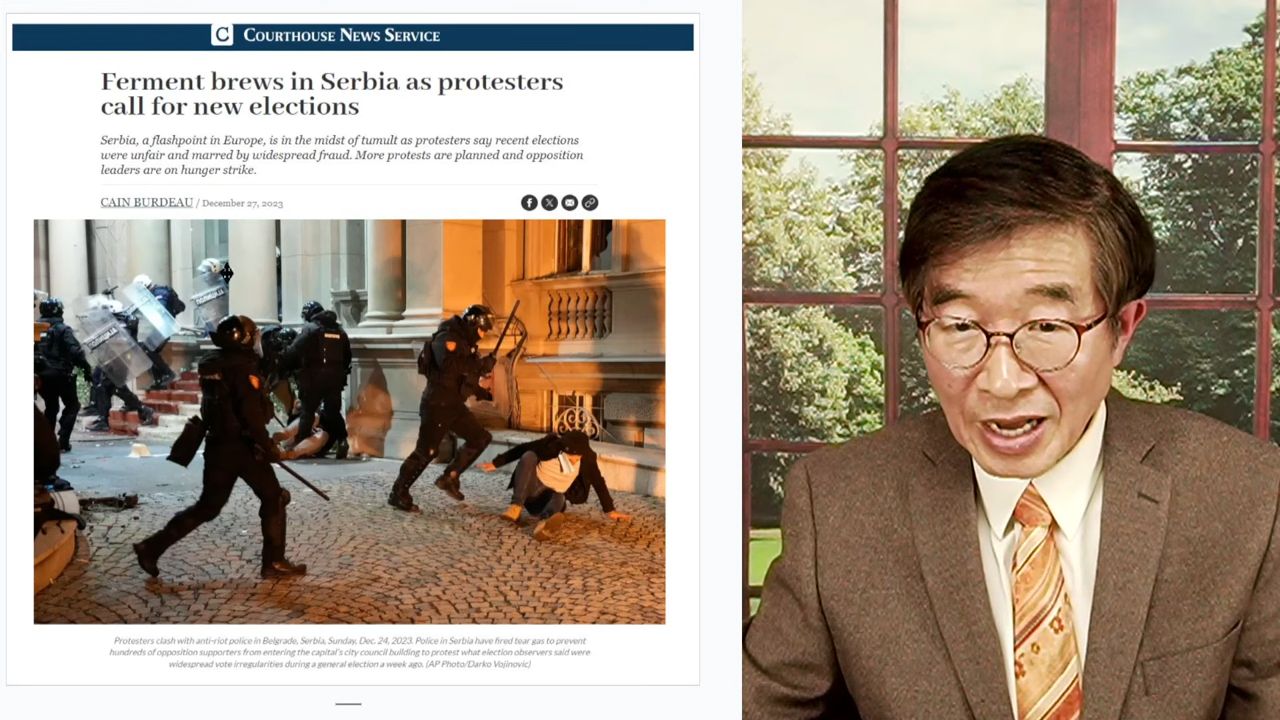 C COURTHOUSE NEWS SERVICE
Ferment brews in Serbia as protesters
call for new elections
Serbia, a flashpoint in Europe, is in the midst of tumult as protesters say recent elections
were unfair and marred by widespread fraud. More protests are planned and opposition
leaders are on hunger strike.
CAIN BURDEAU / December 27, 2023
ПОЛИЦИЈА
ПОЛИЦИЈА
Protesters clash with anti-riot police in Belgrade, Serbia, Sunday, Dec. 24, 2023. Police in Serbia have fired tear gas to prevent
hundreds of opposition supporters from entering the capital's city council building to protest what election observers said were
widespread vote irregularities during a general election a week ago. (AP Photo/Darko Vojinovic)